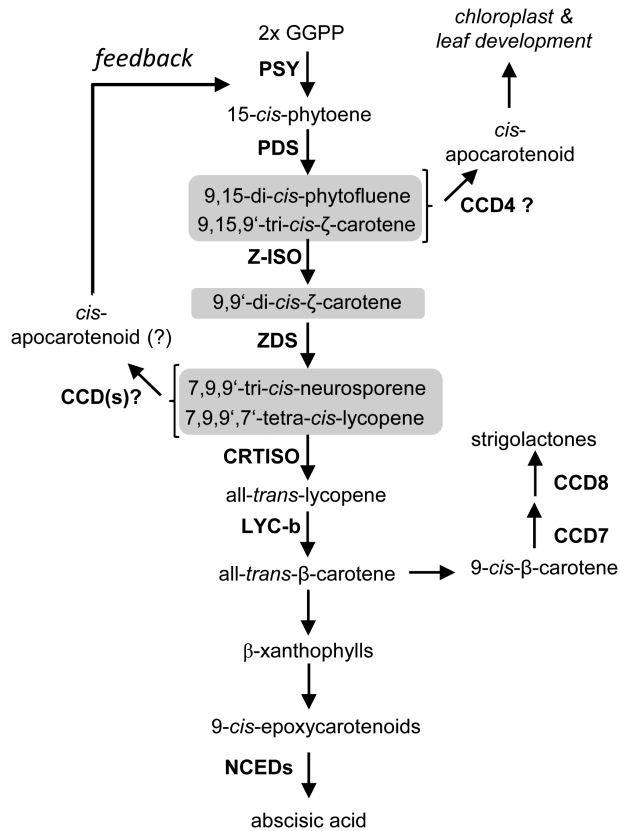 chloroplast &
leaf development
2x GGPP
feedback
PSY
15-cis-phytoene
cis-
apocarotenoid
PDS
9,15-di-cis-phytofluene
9,15,9‘-tri-cis-ζ-carotene
CCD4 ?
Z-ISO
9,9‘-di-cis-ζ-carotene
cis-
apocarotenoid (?)
ZDS
CCD(s)?
7,9,9‘-tri-cis-neurosporene
7,9,9‘,7‘-tetra-cis-lycopene
CRTISO
strigolactones
all-trans-lycopene
CCD8
LYC-b
CCD7
all-trans-β-carotene
9-cis-β-carotene
β-xanthophylls
9-cis-epoxycarotenoids
NCEDs
abscisic acid